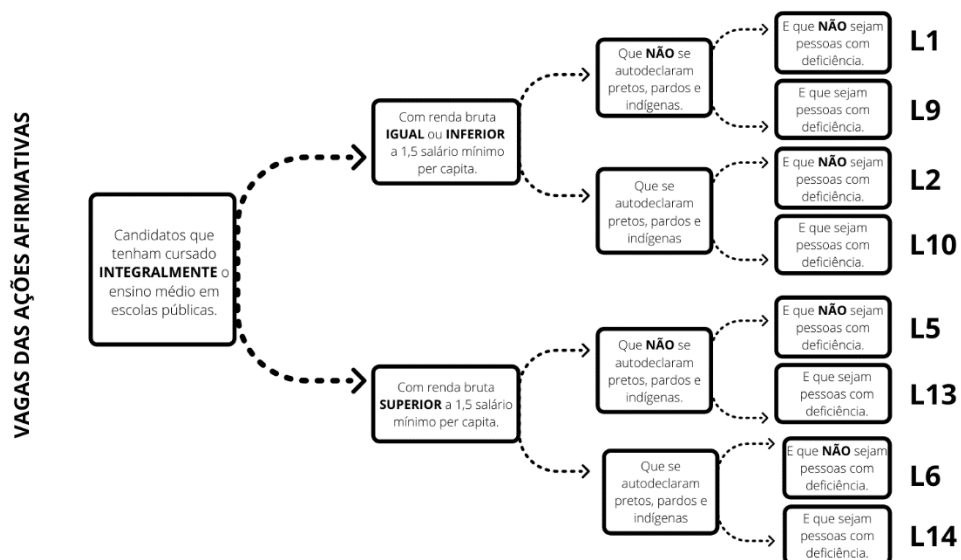 VAGAS DAS AÇÕES AFIRMATIVAS
Candidatos que
tenham cursado
INTEGRALMENTE o
ensino médio em
escolas públicas.
Com renda bruta
IGUAL ou INFERIOR
a 1,5 salário mínimo
per capita.
Que NÃO se
autodeclaram
pretos, pardos e
indígenas.
E que NÃO sejam
pessoas com
deficiência.
L1
E que sejam
pessoas com
deficiência.
L9
Que se
autodeclaram
pretos, pardos e
indígenas
E que NÃO sejam
pessoas com
deficiência.
L2
E que sejam
pessoas com
deficiência.
L10
Com renda bruta
SUPERIOR a 1,5 salário
mínimo per capita.
Que NÃO se
autodeclaram
pretos, pardos e
indígenas.
E que NÃO sejam
pessoas com
deficiência.
L5
E que sejam
pessoas com
deficiência.
L13
Que se
autodeclaram
pretos, pardos e
indígenas
E que NÃO sejam
pessoas com
deficiência.
L6
E que sejam
pessoas com
deficiência.
L14